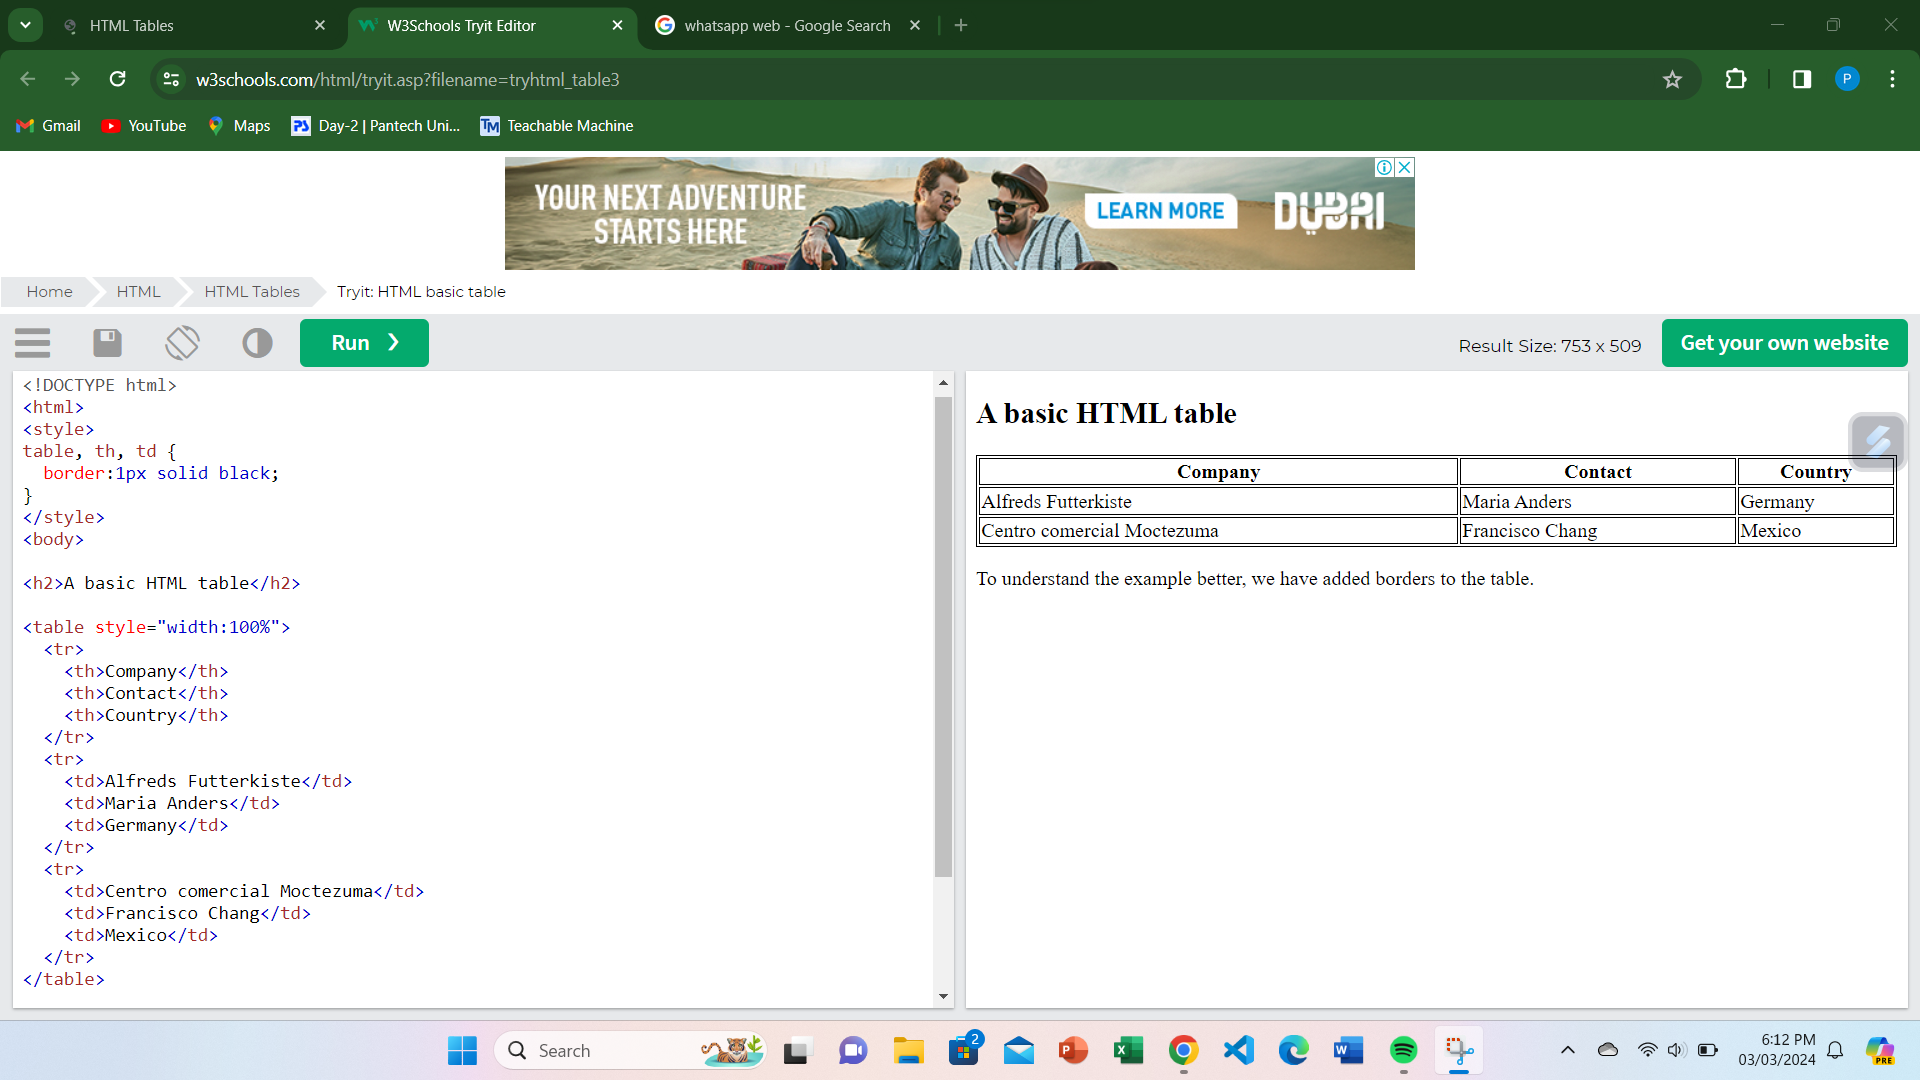 HTML Tables
W3Schools Tryit Editor
whatsapp web - Google Search
w3schools.com/html/tryit.asp?filename=tryhtml_table3
P
Gmail
YouTube
Maps
PS
Day-2 | Pantech Uni...
TM
Teachable Machine
YOUR NEXT ADVENTURE
STARTS HERE
LEARN MORE
DUBAI
Home
HTML
HTML Tables
Tryit: HTML basic table
Run ❯
Result Size: 753 x 509
Get your own website
<!DOCTYPE html>
<html>
<style>
table, th, td {
  border:1px solid black;
}
</style>
<body>
<h2>A basic HTML table</h2>
<table style="width:100%">
  <tr>
    <th>Company</th>
    <th>Contact</th>
    <th>Country</th>
  </tr>
  <tr>
    <td>Alfreds Futterkiste</td>
    <td>Maria Anders</td>
    <td>Germany</td>
  </tr>
  <tr>
    <td>Centro comercial Moctezuma</td>
    <td>Francisco Chang</td>
    <td>Mexico</td>
  </tr>
</table>
A basic HTML table
Company Contact Country
Alfreds Futterkiste Maria Anders Germany
Centro comercial Moctezuma Francisco Chang Mexico
To understand the example better, we have added borders to the table.
Search
2
P
X
W
6:12 PM
03/03/2024
PRE